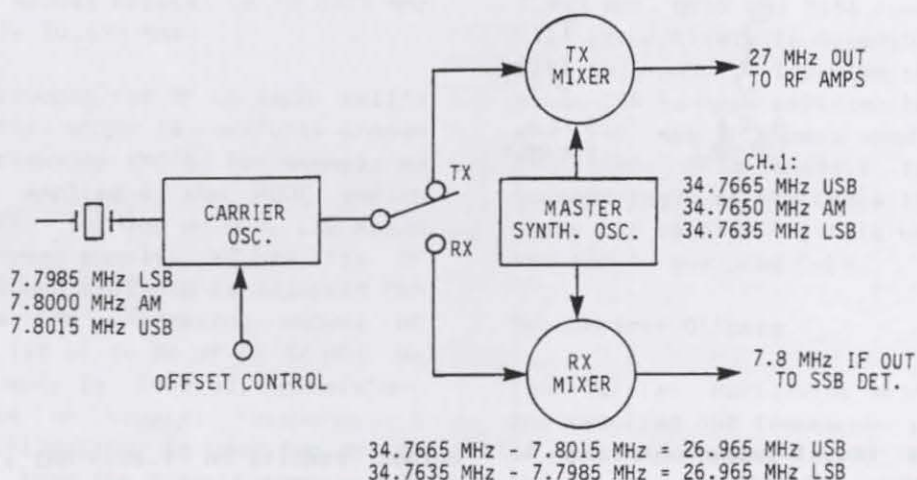 TX
MIXER
27 MHz OUT
TO RF AMPS
CARRIER
OSC.
TX
RX
MASTER
SYNTH. OSC.
CH.1:
34.7665 MHz USB
34.7650 MHz AM
34.7635 MHz LSB
7.7985 MHz LSB
7.8000 MHz AM
7.8015 MHz USB
OFFSET CONTROL
RX
MIXER
7.8 MHz IF OUT
TO SSB DET.
34.7665 MHz - 7.8015 MHz = 26.965 MHz USB
34.7635 MHz - 7.7985 MHz = 26.965 MHz LSB